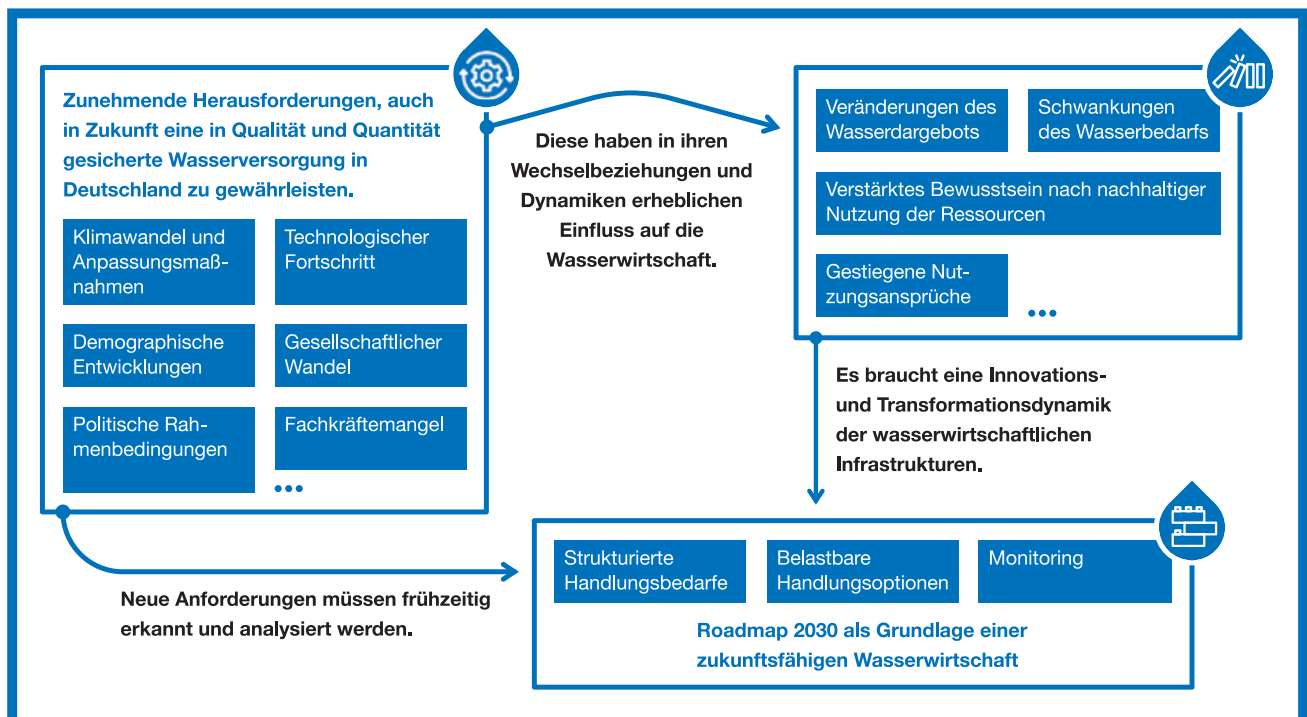 Zunehmende Herausforderungen, auch
in Zukunft eine in Qualität und Quantität
gesicherte Wasserversorgung in
Deutschland zu gewährleisten.
Klimawandel und
Anpassungsmaß-
nahmen
Technologischer
Fortschritt
Demographische
Entwicklungen
Gesellschaftlicher
Wandel
Politische Rah-
menbedingungen
Fachkräftemangel
...
Diese haben in ihren
Wechselbeziehungen und
Dynamiken erheblichen
Einfluss auf die
Wasserwirtschaft.
Veränderungen des
Wasserdargebots
Schwankungen
des Wasserbedarfs
Verstärktes Bewusstsein nach nachhaltiger
Nutzung der Ressourcen
Gestiegene Nut-
zungsansprüche
...
Es braucht eine Innovations-
und Transformationsdynamik
der wasserwirtschaftlichen
Infrastrukturen.
Neue Anforderungen müssen frühzeitig
erkannt und analysiert werden.
Strukturierte
Handlungsbedarfe
Belastbare
Handlungsoptionen
Monitoring
Roadmap 2030 als Grundlage einer
zukunftsfähigen Wasserwirtschaft